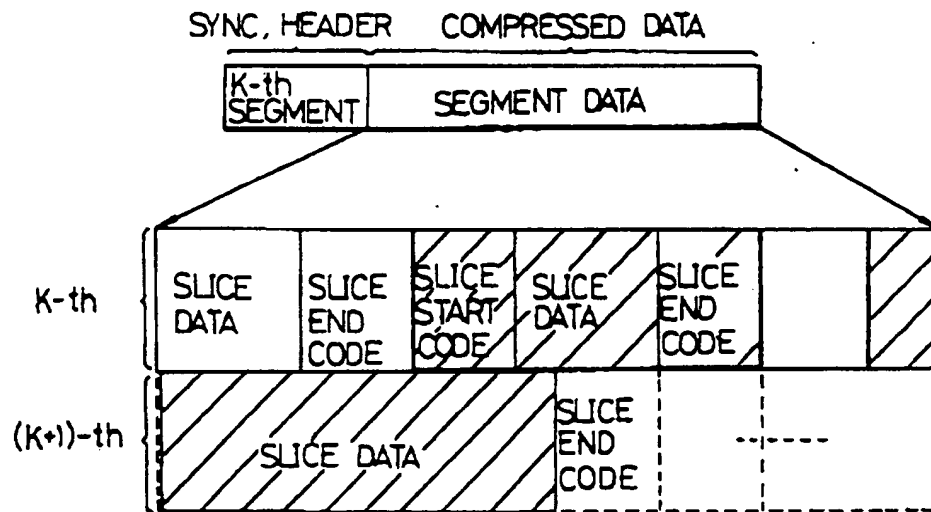 SYNC, HEADER COMPRESSED DATA
K-th
SEGMENT
SEGMENT DATA
K-th
SLICE
DATA
SLICE
END
CODE
SLICE
START
CODE
SLICE
DATA
SLICE
END
CODE
(K+1)-th
SLICE DATA
SLICE
END
CODE